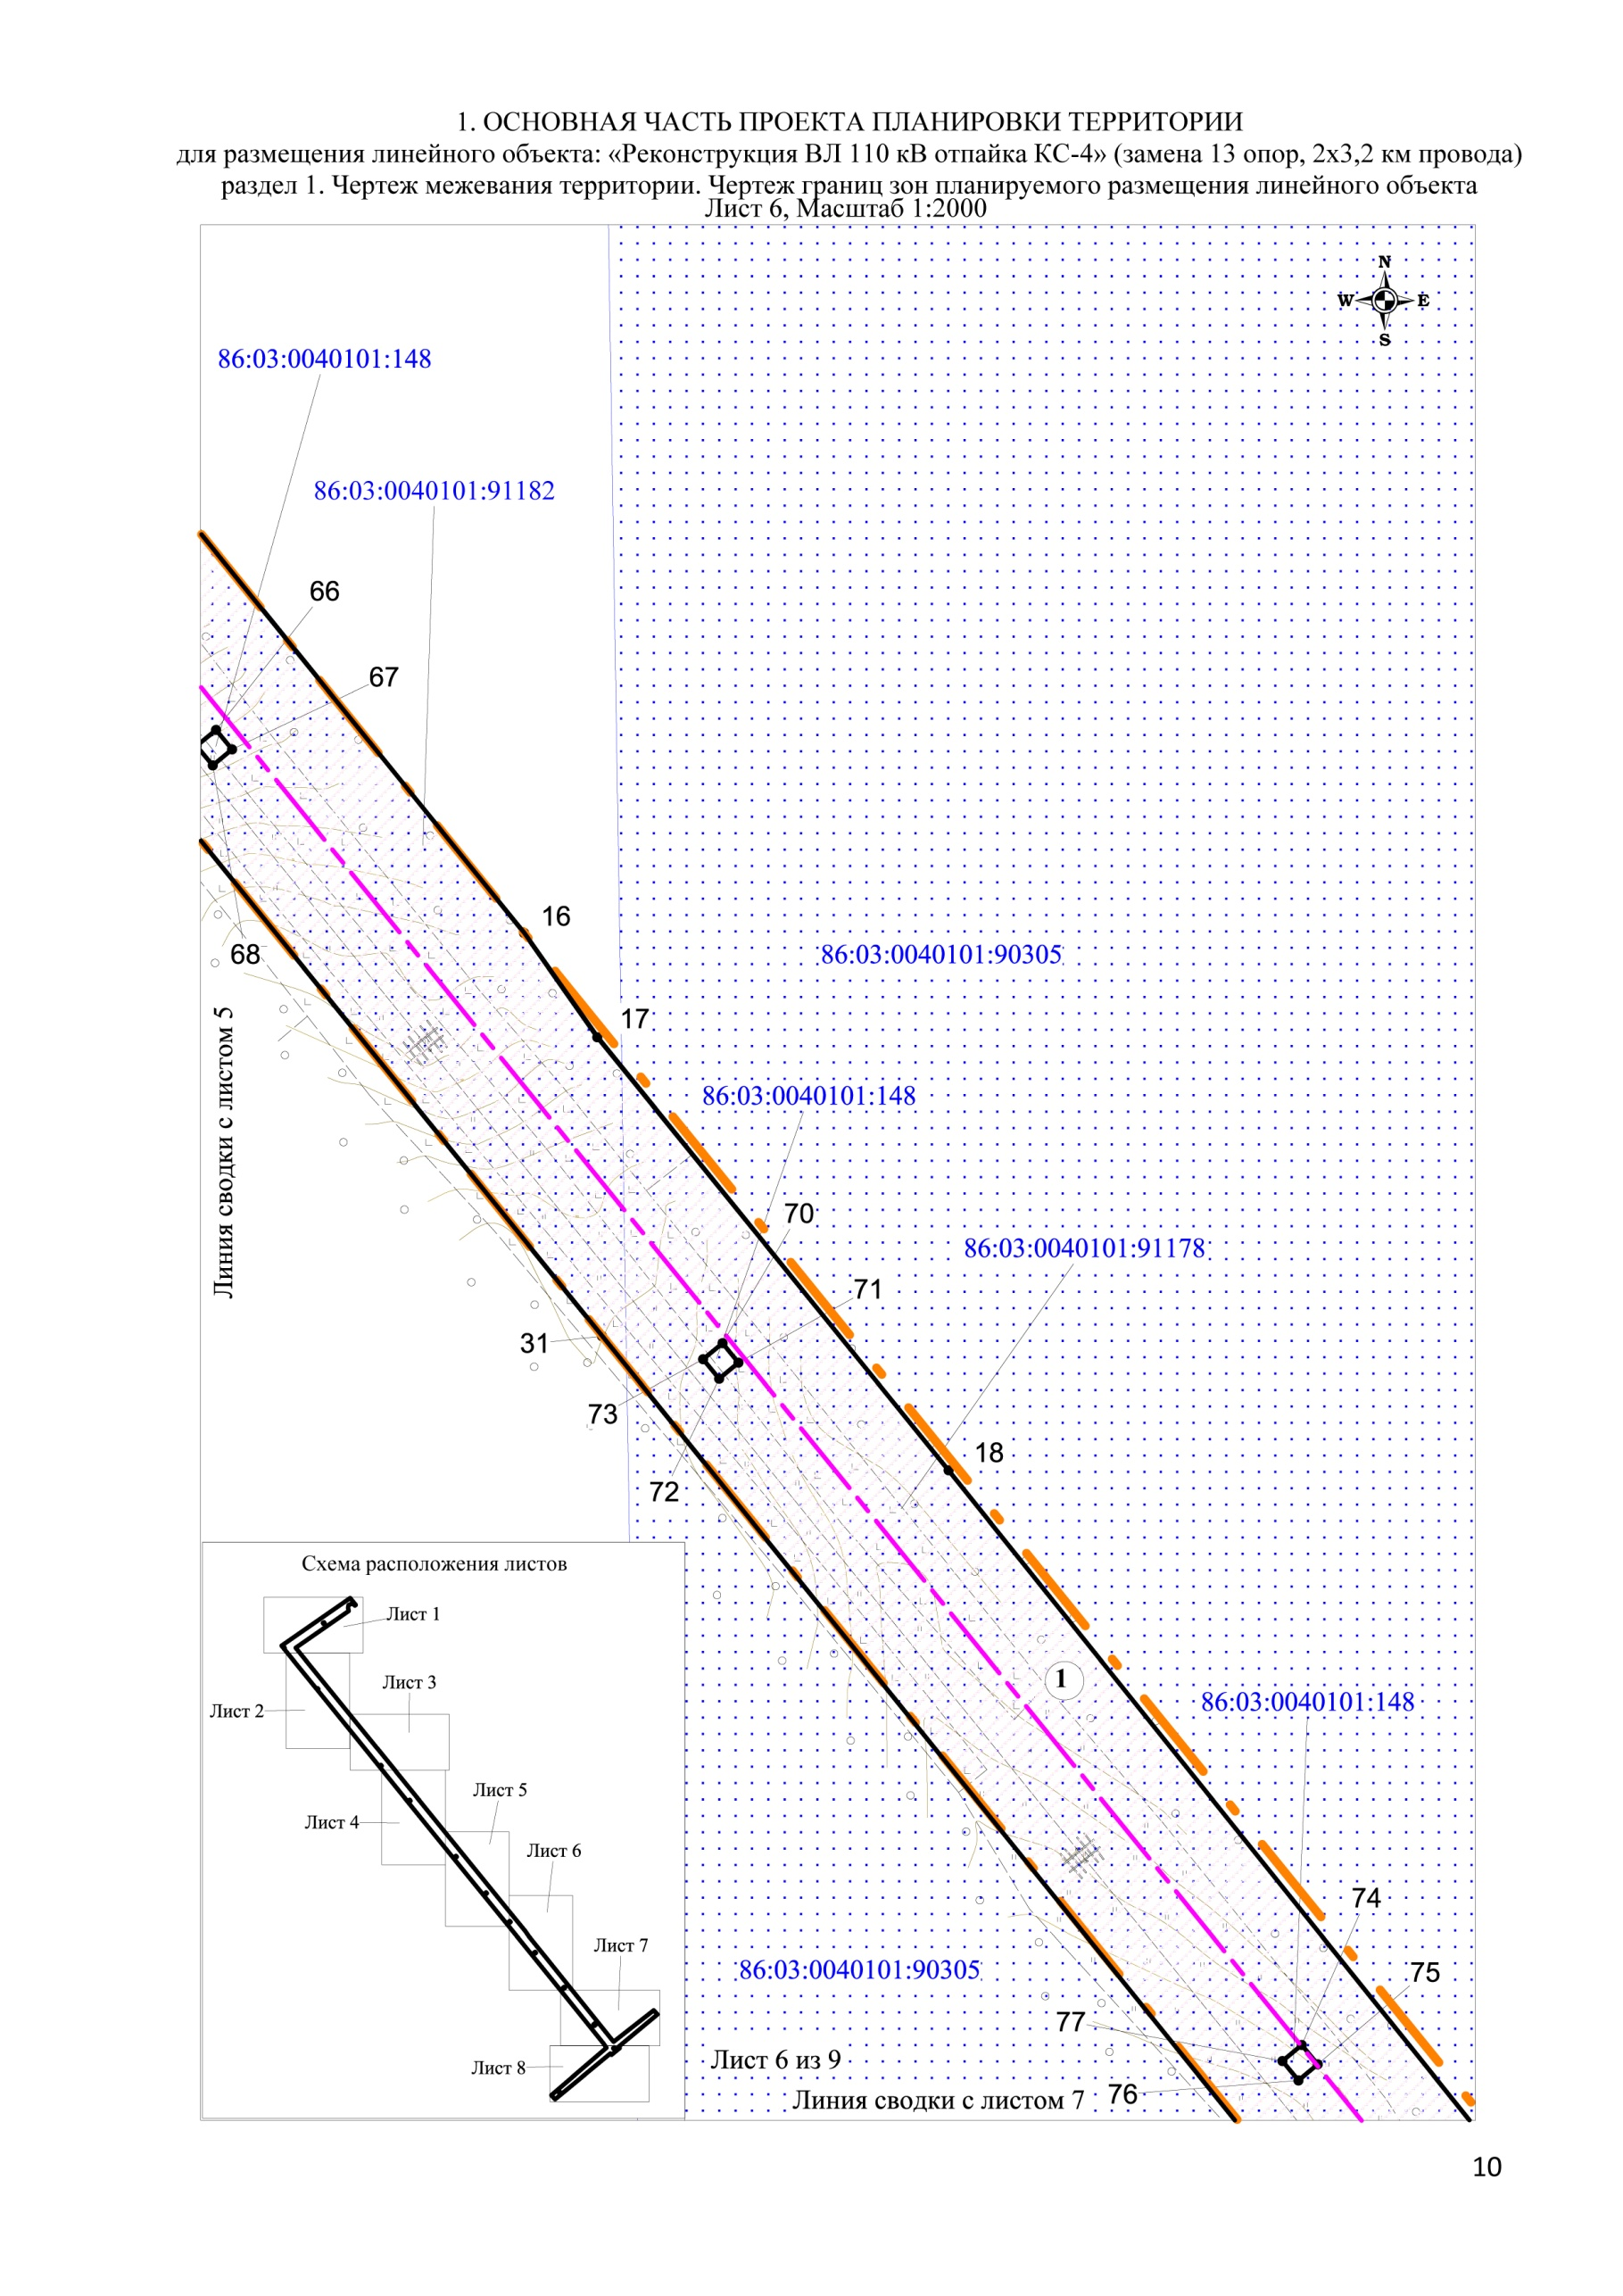 1. ОСНОВНАЯ ЧАСТЬ ПРОЕКТА ПЛАНИРОВКИ ТЕРРИТОРИИ
для размещения линейного объекта: «Реконструкция ВЛ 110 кВ отпайка КС-4» (замена 13 опор, 2х3,2 км провода)
раздел 1. Чертеж межевания территории. Чертеж границ зон планируемого размещения линейного объекта
Лист 6, Масштаб 1:2000
N
W E
S
86:03:0040101:148
86:03:0040101:91182
66
67
16
68
86:03:0040101:90305
17
Линия сводки с листом 5
86:03:0040101:148
70
86:03:0040101:91178
71
31
73
18
72
Схема расположения листов
Лист 1
Лист 3
Лист 2
Лист 5
Лист 4
Лист 6
Лист 7
Лист 8
1
86:03:0040101:148
74
86:03:0040101:90305
75
77
Лист 6 из 9
76
Линия сводки с листом 7
10